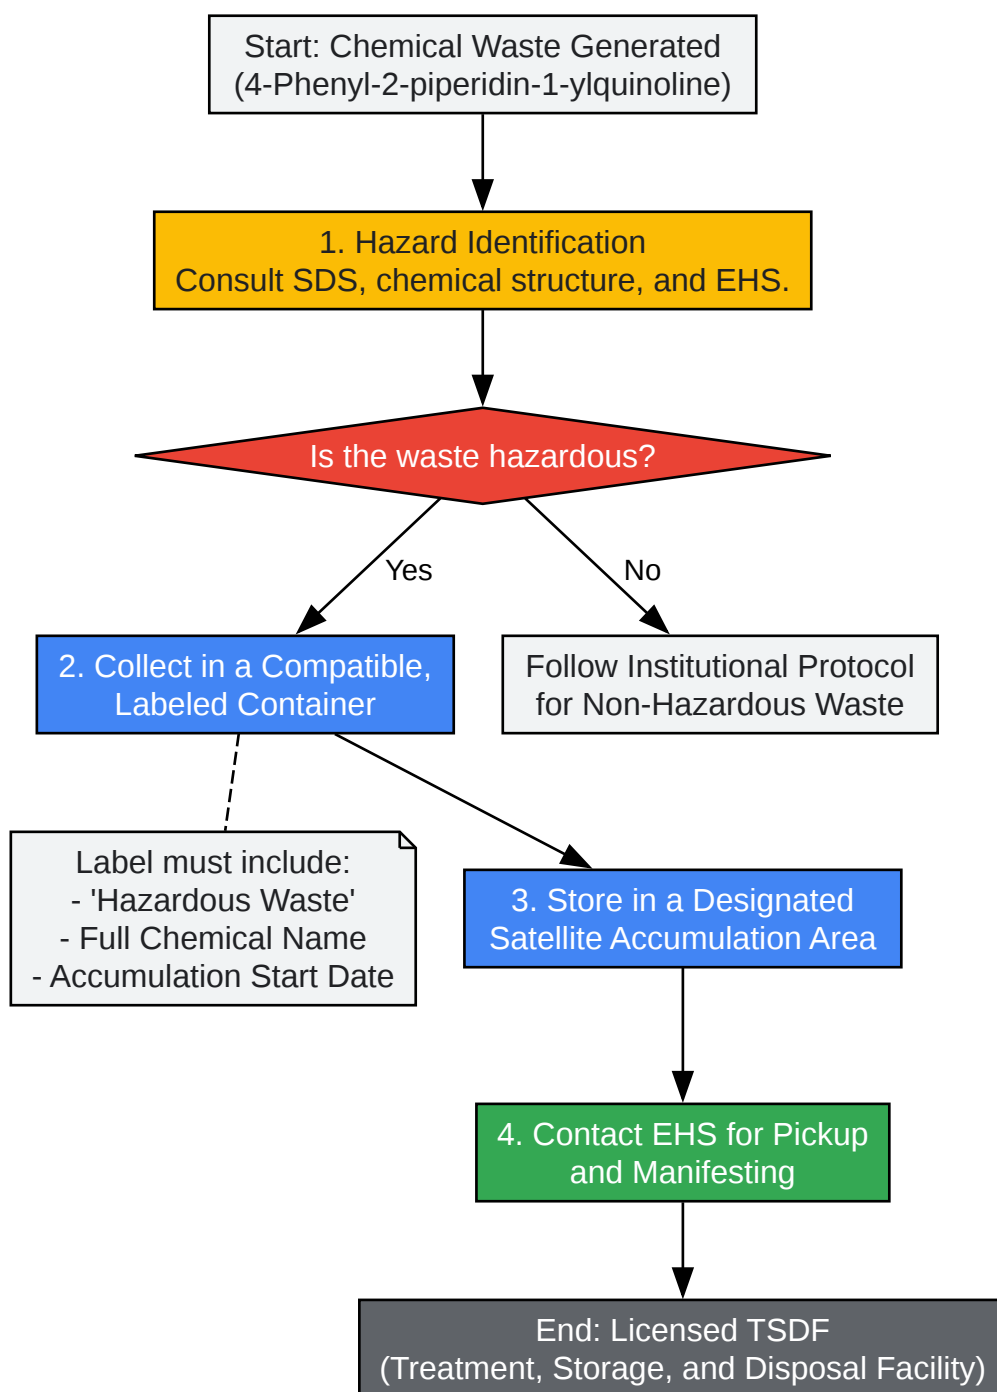 Start: Chemical Waste Generated
(4-Phenyl-2-piperidin-1-ylquinoline)
1. Hazard Identification
Consult SDS, chemical structure, and EHS.
Is the waste hazardous?
Yes
No
2. Collect in a Compatible,
Labeled Container
Follow Institutional Protocol
for Non-Hazardous Waste
Label must include:
- 'Hazardous Waste'
- Full Chemical Name
- Accumulation Start Date
3. Store in a Designated
Satellite Accumulation Area
4. Contact EHS for Pickup
and Manifesting
End: Licensed TSDF
(Treatment, Storage, and Disposal Facility)